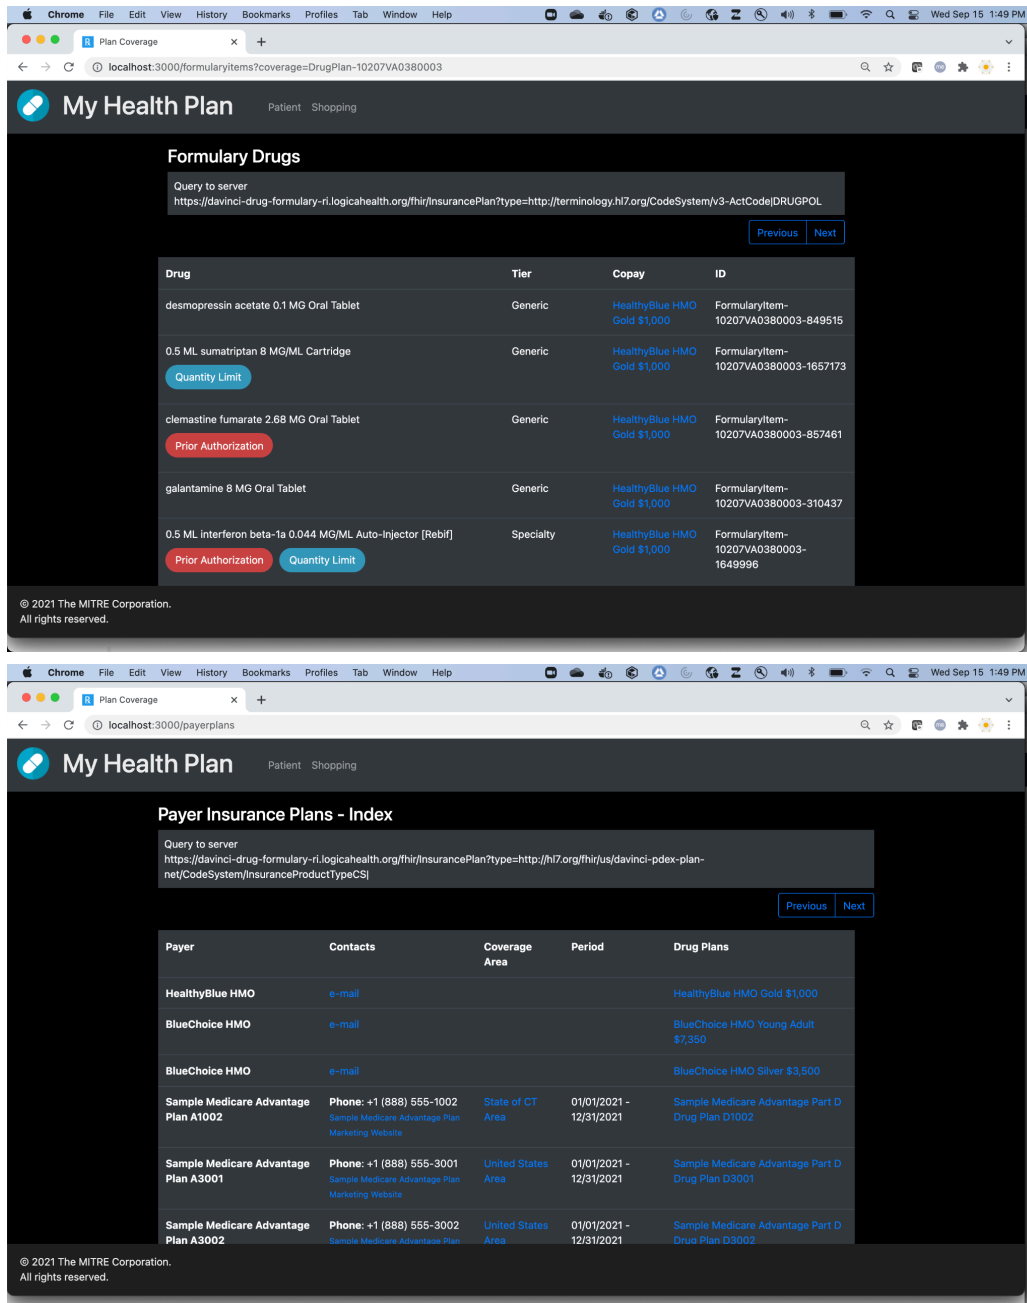 Chrome File Edit View History Bookmarks Profiles Tab Window Help Wed Sep 15 1:49 PM
Plan Coverage
localhost:3000/formularyitems?coverage=DrugPlan-10207VA0380003
My Health Plan Patient Shopping
Formulary Drugs
Query to server
https://davinci-drug-formulary-ri.logicahealth.org/fhir/InsurancePlan?type=http://terminology.hl7.org/CodeSystem/v3-ActCode|DRUGPOL
Previous Next
Drug Tier Copay ID
desmopressin acetate 0.1 MG Oral Tablet Generic HealthyBlue HMO FormularyItem-
Gold $1,000 10207VA0380003-849515
0.5 ML sumatriptan 8 MG/ML Cartridge Generic HealthyBlue HMO FormularyItem-
Gold $1,000 10207VA0380003-1657173
Quantity Limit
clemastine fumarate 2.68 MG Oral Tablet Generic HealthyBlue HMO FormularyItem-
Gold $1,000 10207VA0380003-857461
Prior Authorization
galantamine 8 MG Oral Tablet Generic HealthyBlue HMO FormularyItem-
Gold $1,000 10207VA0380003-310437
0.5 ML interferon beta-1a 0.044 MG/ML Auto-Injector [Rebif] Specialty HealthyBlue HMO FormularyItem-
Gold $1,000 10207VA0380003-
Prior Authorization Quantity Limit 1649996
© 2021 The MITRE Corporation.
All rights reserved.
Chrome File Edit View History Bookmarks Profiles Tab Window Help Wed Sep 15 1:49 PM
Plan Coverage
localhost:3000/payerplans
My Health Plan Patient Shopping
Payer Insurance Plans - Index
Query to server
https://davinci-drug-formulary-ri.logicahealth.org/fhir/InsurancePlan?type=http://hl7.org/fhir/us/davinci-pdex-plan-
net/CodeSystem/InsuranceProductTypeCS|
Previous Next
Payer Contacts Coverage Period Drug Plans
Area
HealthyBlue HMO e-mail HealthyBlue HMO Gold $1,000
BlueChoice HMO e-mail BlueChoice HMO Young Adult
$7,350
BlueChoice HMO e-mail BlueChoice HMO Silver $3,500
Sample Medicare Advantage Phone: +1 (888) 555-1002 State of CT 01/01/2021 - Sample Medicare Advantage Part D
Plan A1002 Sample Medicare Advantage Plan Area 12/31/2021 Drug Plan D1002
Marketing Website
Sample Medicare Advantage Phone: +1 (888) 555-3001 United States 01/01/2021 - Sample Medicare Advantage Part D
Plan A3001 Sample Medicare Advantage Plan Area 12/31/2021 Drug Plan D3001
Marketing Website
Sample Medicare Advantage Phone: +1 (888) 555-3002 United States 01/01/2021 - Sample Medicare Advantage Part D
Plan A3002 Sample Medicare Advantage Plan Area 12/31/2021 Drug Plan D3002
© 2021 The MITRE Corporation.
All rights reserved.